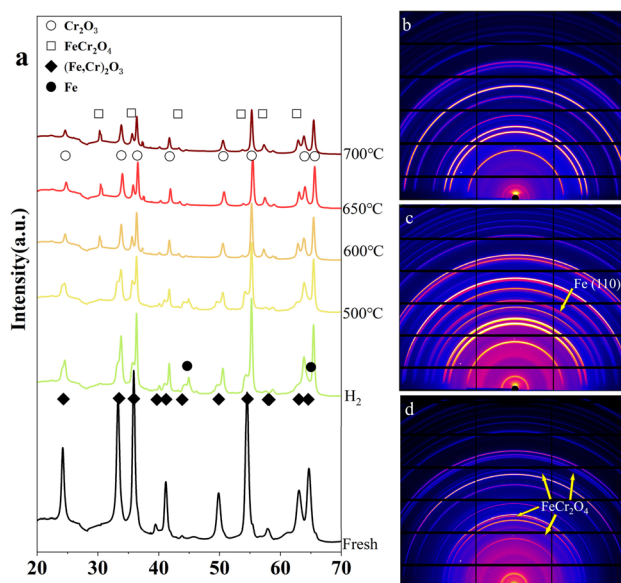 a
Cr₂O₃
FeCr₂O₄
(Fe,Cr)₂O₃
Fe
Intensity(a.u.)
700℃
650℃
600℃
500℃
H₂
Fresh
20 30 40 50 60 70
b
c
Fe (110)
d
FeCr₂O₄